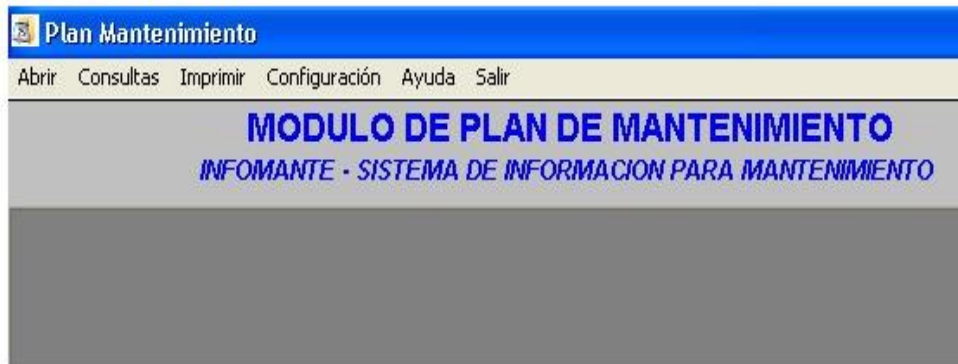 Plan Mantenimiento
Abrir Consultas Imprimir Configuración Ayuda Salir
MODULO DE PLAN DE MANTENIMIENTO
INFOMANTE - SISTEMA DE INFORMACION PARA MANTENIMIENTO